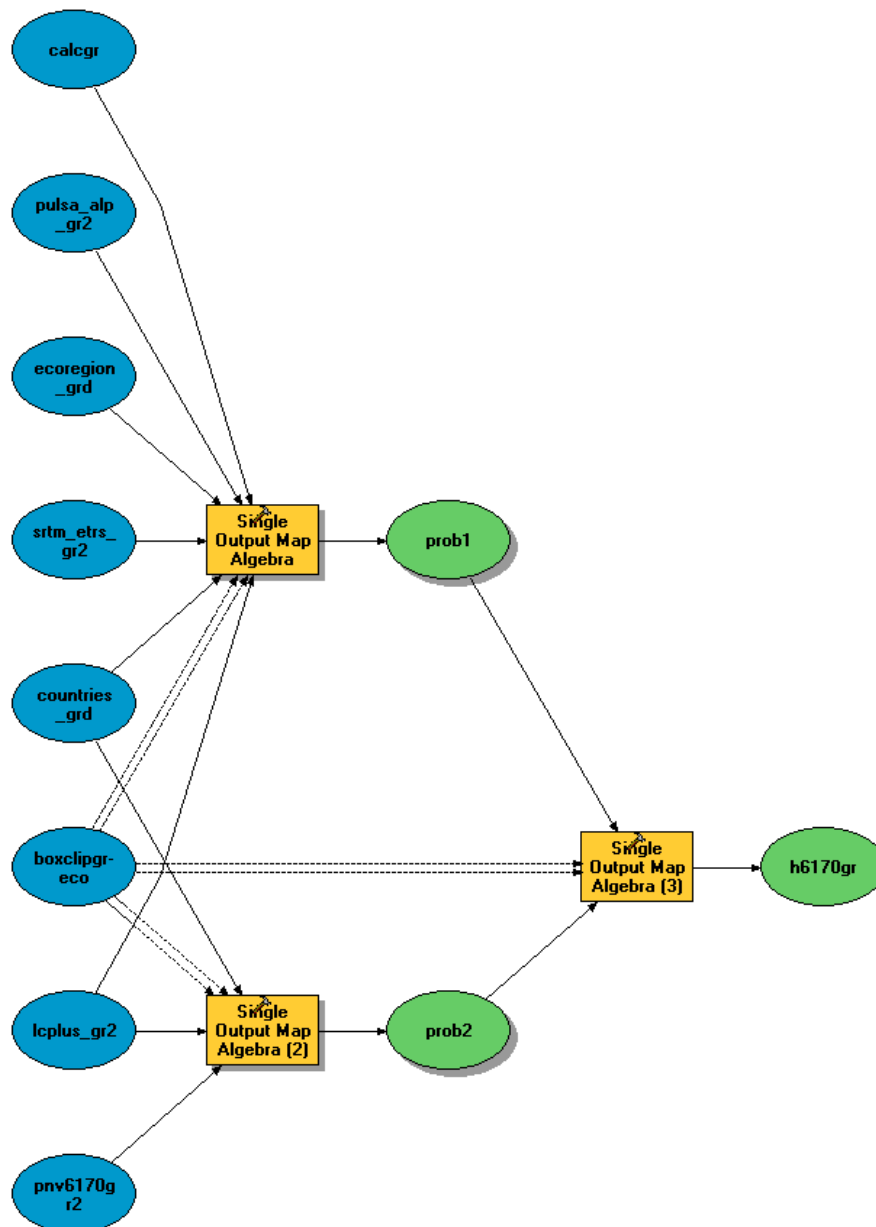 calcgr
pulsa_alp
_gr2
ecoregion
_grd
srtm_etrs_
gr2
Single
Output Map
Algebra
prob1
countries
_grd
boxclipgr-
eco
Single
Output Map
Algebra (3)
h6170gr
lcplus_gr2
Single
Output Map
Algebra (2)
prob2
pnv6170g
r2